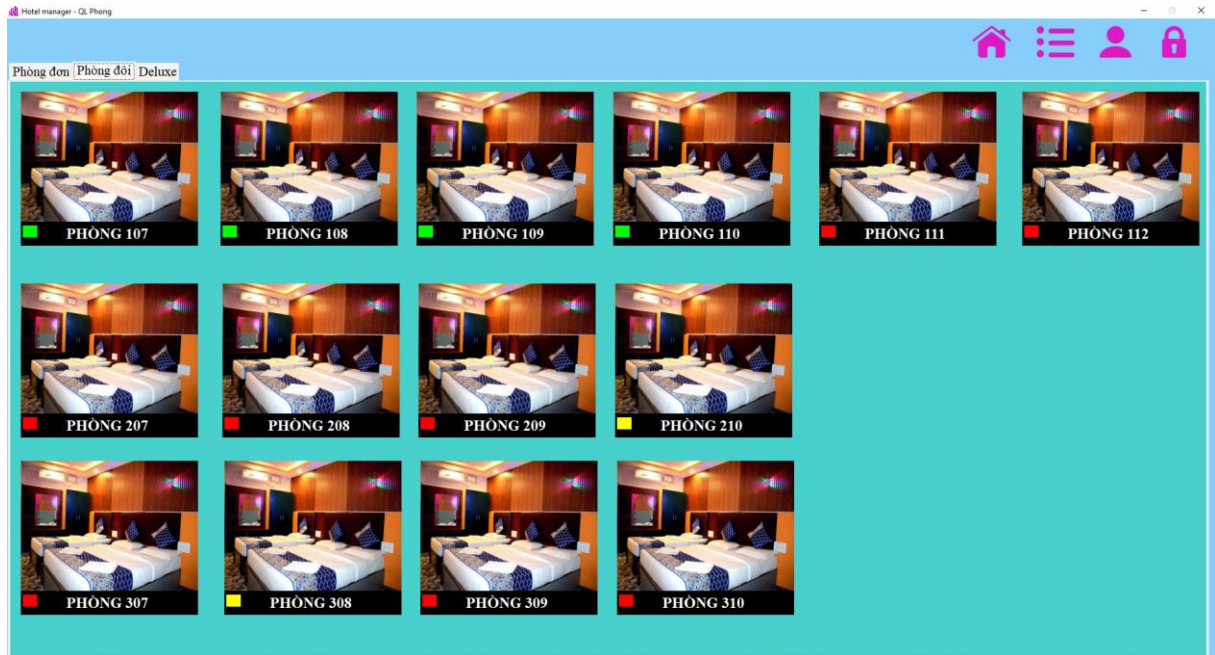 Hotel manager - QL Phong
Phòng đơn Phòng đôi Deluxe
PHÒNG 107 PHÒNG 108 PHÒNG 109 PHÒNG 110 PHÒNG 111 PHÒNG 112
PHÒNG 207 PHÒNG 208 PHÒNG 209 PHÒNG 210
PHÒNG 307 PHÒNG 308 PHÒNG 309 PHÒNG 310